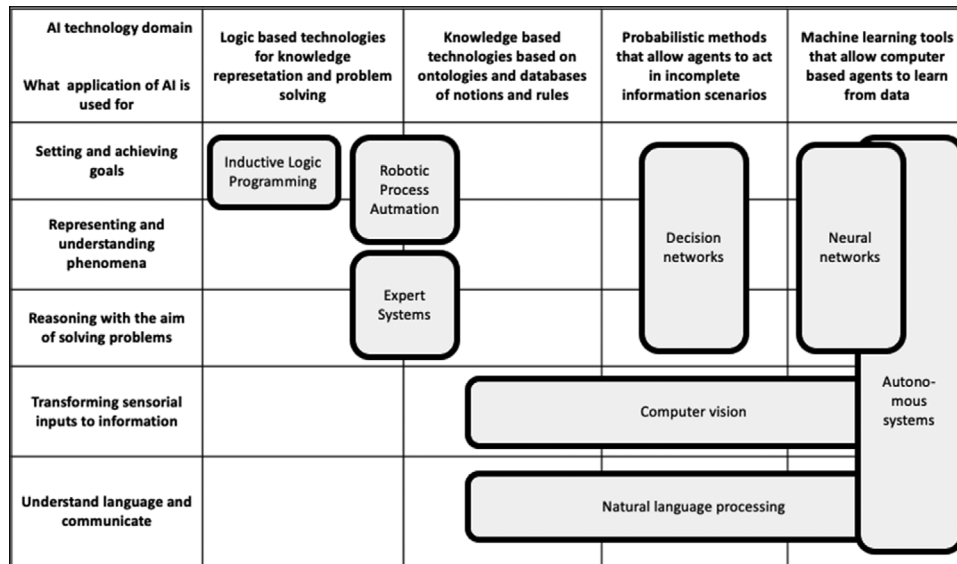 AI technology domain
What application of AI is
used for
Logic based technologies
for knowledge
represetation and problem
solving
Knowledge based
technologies based on
ontologies and databases
of notions and rules
Probabilistic methods
that allow agents to act
in incomplete
information scenarios
Machine learning tools
that allow computer
based agents to learn
from data
Setting and achieving
goals
Inductive Logic
Programming
Robotic
Process
Autmation
Representing and
understanding
phenomena
Decision
networks
Neural
networks
Reasoning with the aim
of solving problems
Expert
Systems
Transforming sensorial
inputs to information
Computer vision
Autono-
mous
systems
Understand language and
communicate
Natural language processing